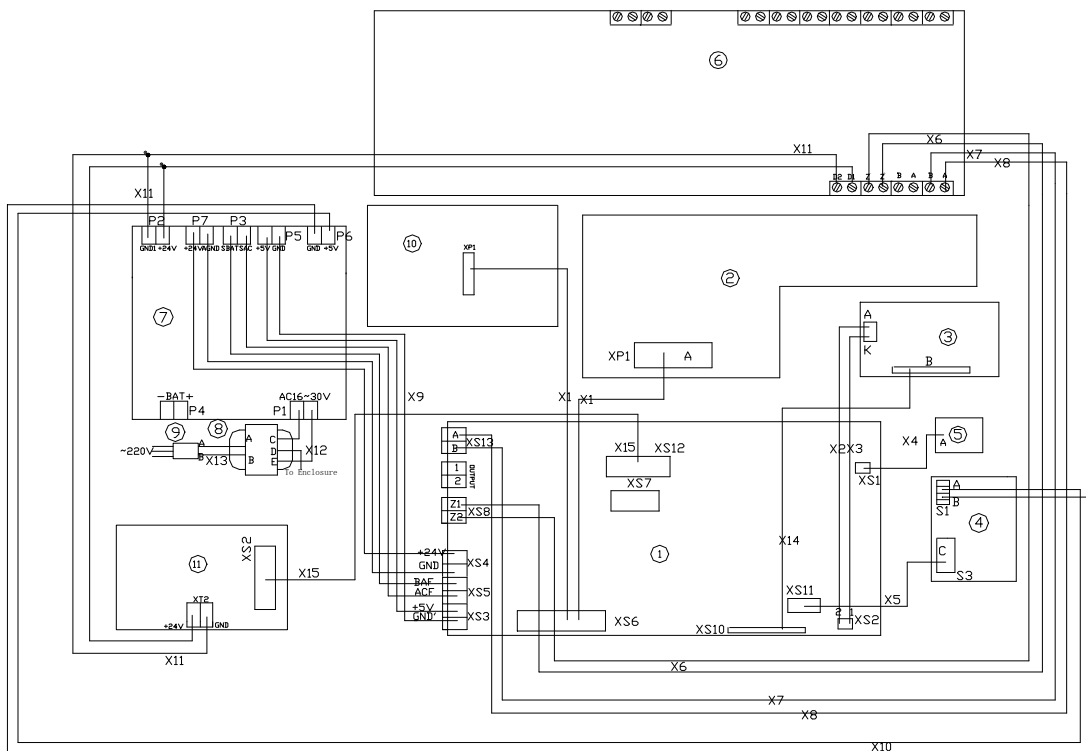 6
X6
X11
X7
X8
D2 D1 Z Z B A B A
X11
P2 P7 P3 P5 P6
GND1 +24V +24V AGND SBAT SAC +5V GND GND +5V
10
XP1
2
7
A
3
K
XP1 A
B
-BAT+ AC16~30V
P4 P1
X9
X1
X1
8
9
~220V
A
B
X13
A
B
C
D
E
X12
To Enclosure
A
B
XS13
1
2
OUTPUT
Z1
Z2
XS8
X15 XS12
XS7
X2 X3
X4
A
5
XS1
A
B
S1
4
C
S3
1
X14
XS2
11
X15
XT2
+24V GND
X11
+24V
GND
XS4
BAF
ACF
XS5
+5V
GND'
XS3
XS6
XS11
X5
XS10
2 1
XS2
X6
X7
X8
X10